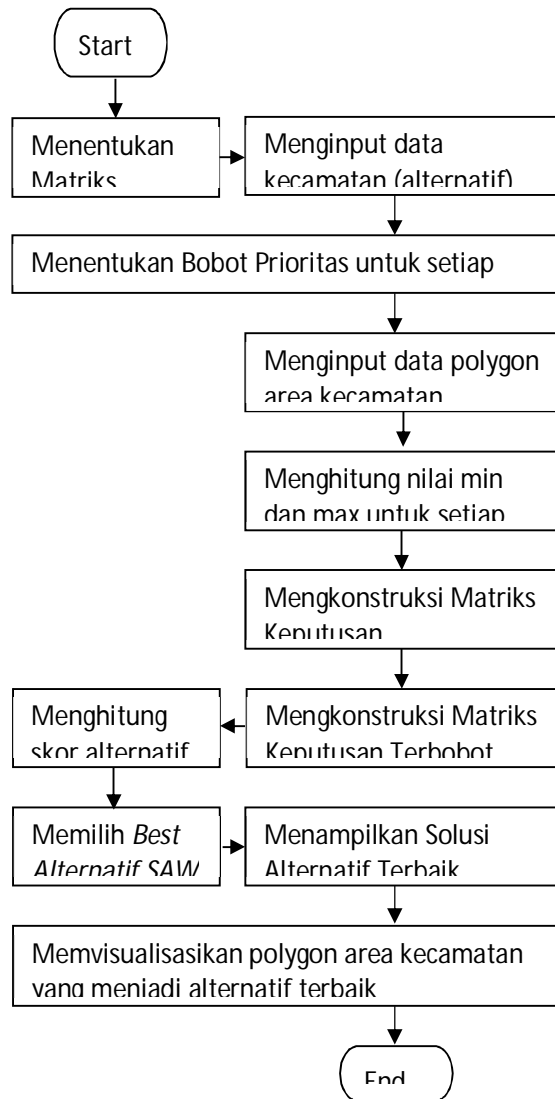 Start
Menentukan
Matriks
Menginput data
kecamatan (alternatif)
Menentukan Bobot Prioritas untuk setiap
Menginput data polygon
area kecamatan
Menghitung nilai min
dan max untuk setiap
Mengkonstruksi Matriks
Keputusan
Menghitung
skor alternatif
Mengkonstruksi Matriks
Keputusan Terbobot
Memilih Best
Alternatif SAW
Menampilkan Solusi
Alternatif Terbaik
Memvisualisasikan polygon area kecamatan
yang menjadi alternatif terbaik
End